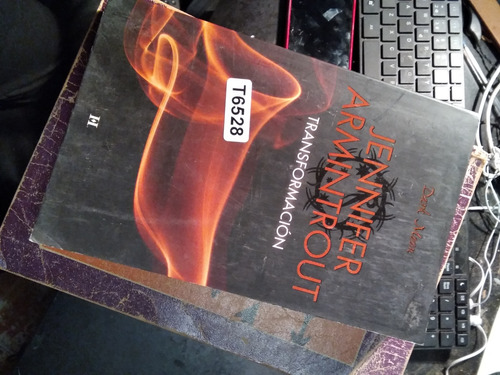 JENNIFER
ARMINTROUT
TRANSFORMACIÓN
T6528
H